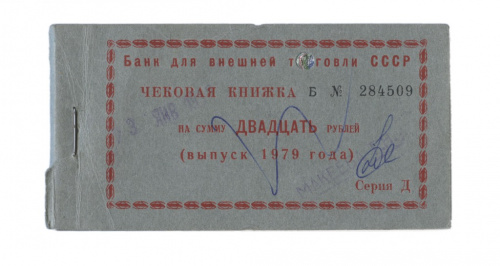 Банк для внешней торговли СССР
ЧЕКОВАЯ КНИЖКА Б № 284509
НА СУММУ ДВАДЦАТЬ РУБЛЕЙ
(выпуск 1979 года)
Серия Д